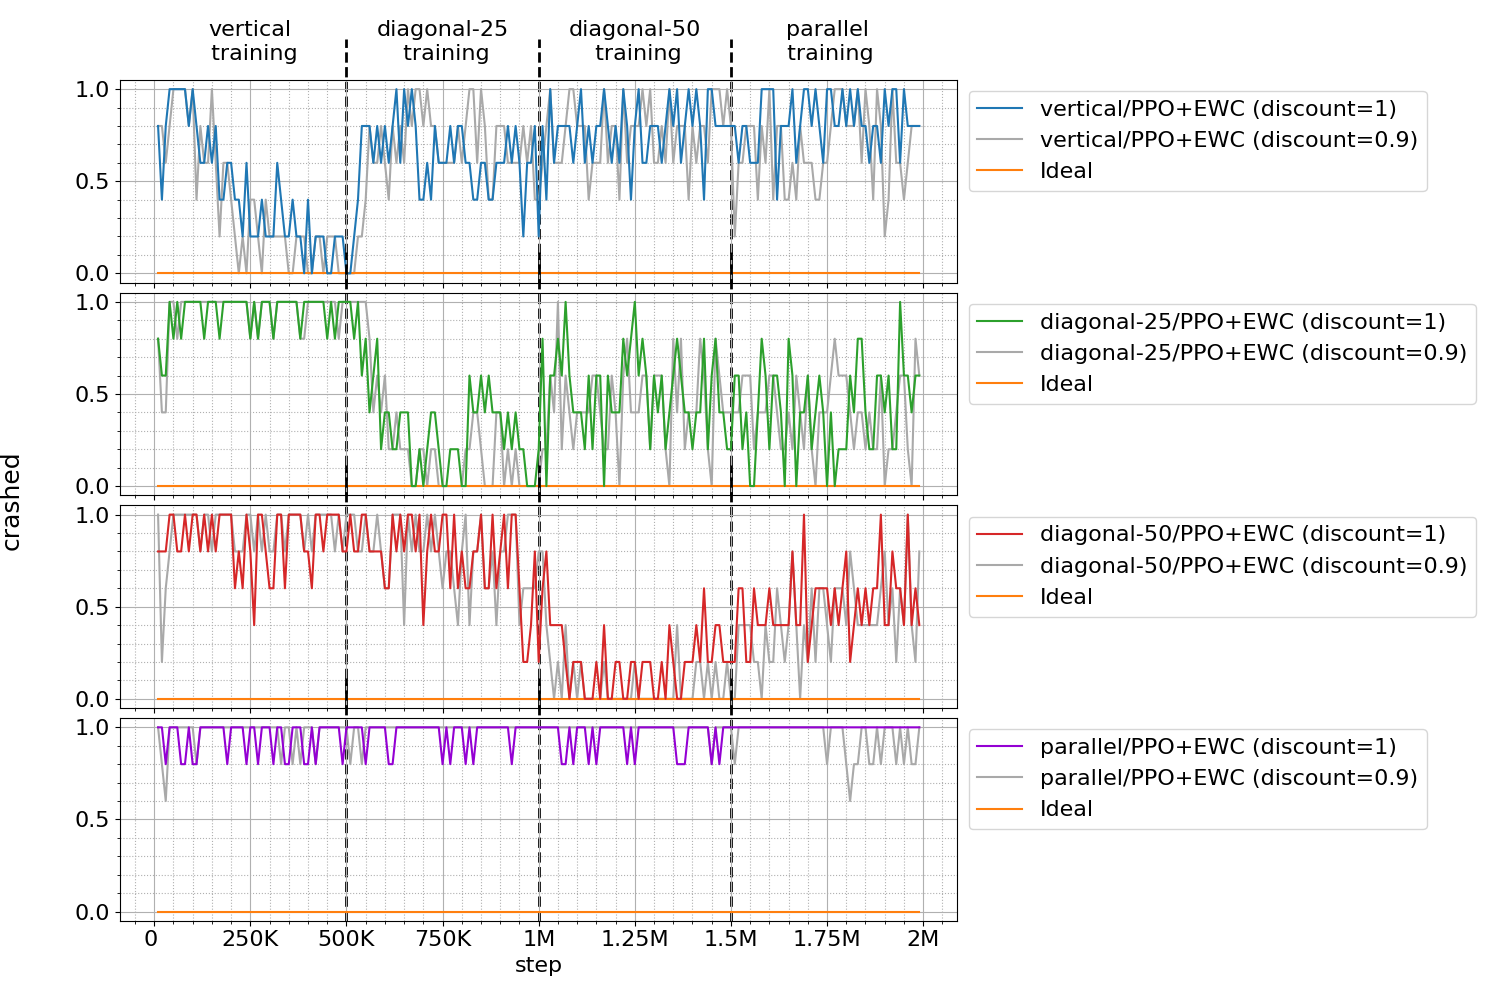 vertical
training
diagonal-25
training
diagonal-50
training
parallel
training
1.0
0.5
0.0
vertical/PPO+EWC (discount=1)
vertical/PPO+EWC (discount=0.9)
Ideal
1.0
0.5
0.0
diagonal-25/PPO+EWC (discount=1)
diagonal-25/PPO+EWC (discount=0.9)
Ideal
crashed
1.0
0.5
0.0
diagonal-50/PPO+EWC (discount=1)
diagonal-50/PPO+EWC (discount=0.9)
Ideal
1.0
0.5
0.0
parallel/PPO+EWC (discount=1)
parallel/PPO+EWC (discount=0.9)
Ideal
0 250K 500K 750K 1M 1.25M 1.5M 1.75M 2M
step